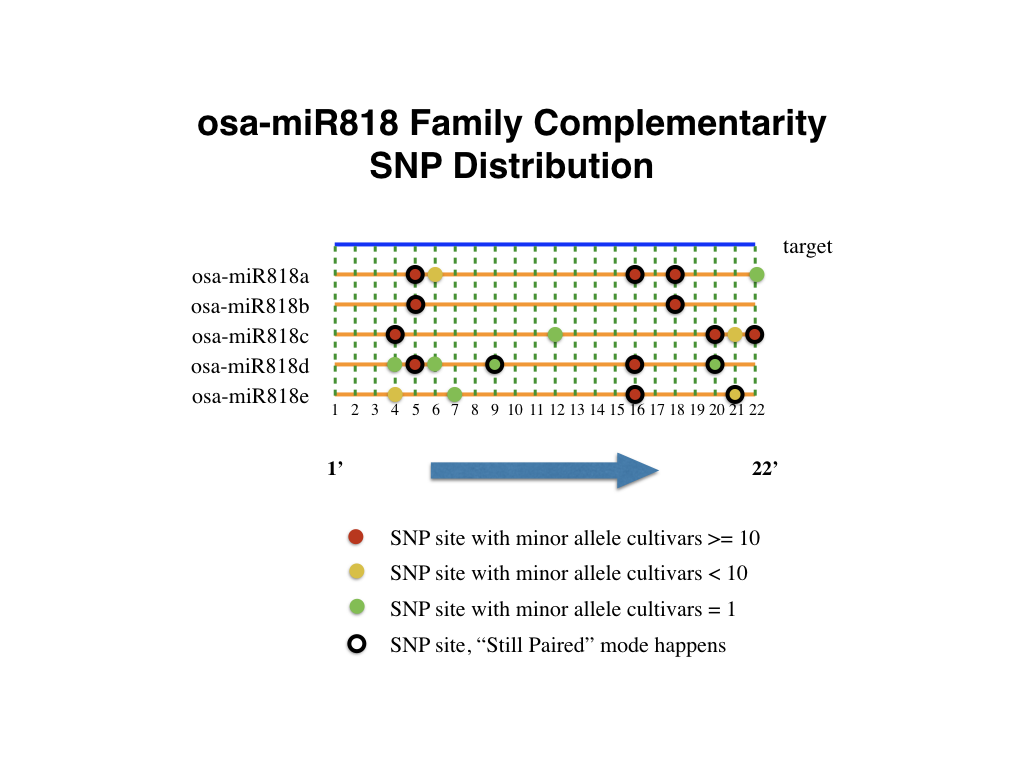 osa-miR818 Family Complementarity
SNP Distribution
target
osa-miR818a
osa-miR818b
osa-miR818c
osa-miR818d
osa-miR818e
1 2 3 4 5 6 7 8 9 10 11 12 13 14 15 16 17 18 19 20 21 22
1’ 22’
SNP site with minor allele cultivars >= 10
SNP site with minor allele cultivars < 10
SNP site with minor allele cultivars = 1
SNP site, “Still Paired” mode happens